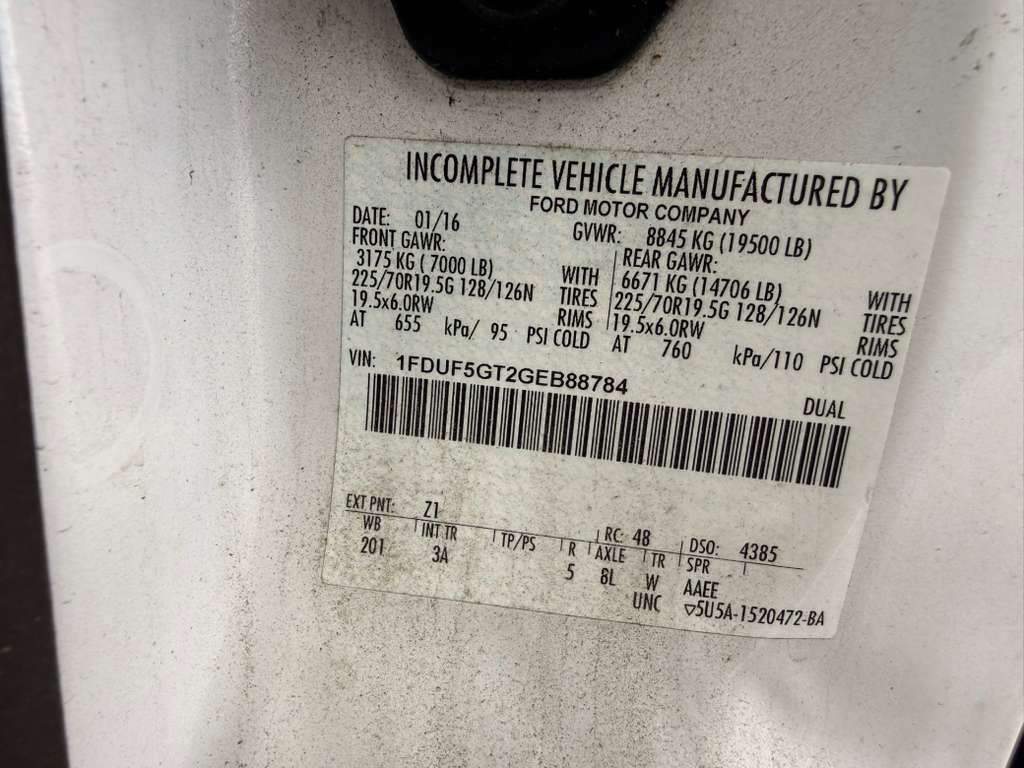 INCOMPLETE VEHICLE MANUFACTURED BY
FORD MOTOR COMPANY
DATE: 01/16 GVWR: 8845 KG (19500 LB)
FRONT GAWR: REAR GAWR:
3175 KG ( 7000 LB) WITH 6671 KG (14706 LB) WITH
225/70R19.5G 128/126N TIRES 225/70R19.5G 128/126N TIRES
19.5x6.0RW RIMS 19.5x6.0RW RIMS
AT 655 kPa/ 95 PSI COLD AT 760 kPa/110 PSI COLD
VIN: 1FDUF5GT2GEB88784
DUAL
EXT PNT: Z1 RC: 48 DSO: 4385
WB INT TR TP/PS R AXLE TR SPR
201 3A 5 8L W AAEE
UNC ▽5U5A-1520472-BA